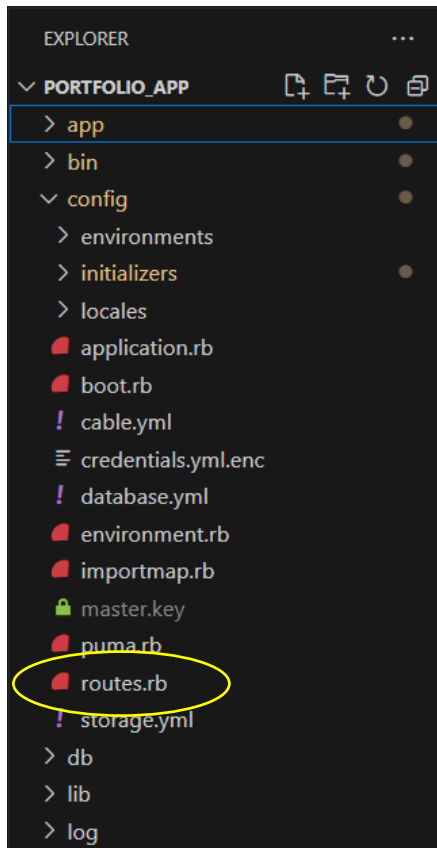 EXPLORER
PORTFOLIO_APP
app
bin
config
environments
initializers
locales
application.rb
boot.rb
cable.yml
credentials.yml.enc
database.yml
environment.rb
importmap.rb
master.key
puma.rb
routes.rb
storage.yml
db
lib
log